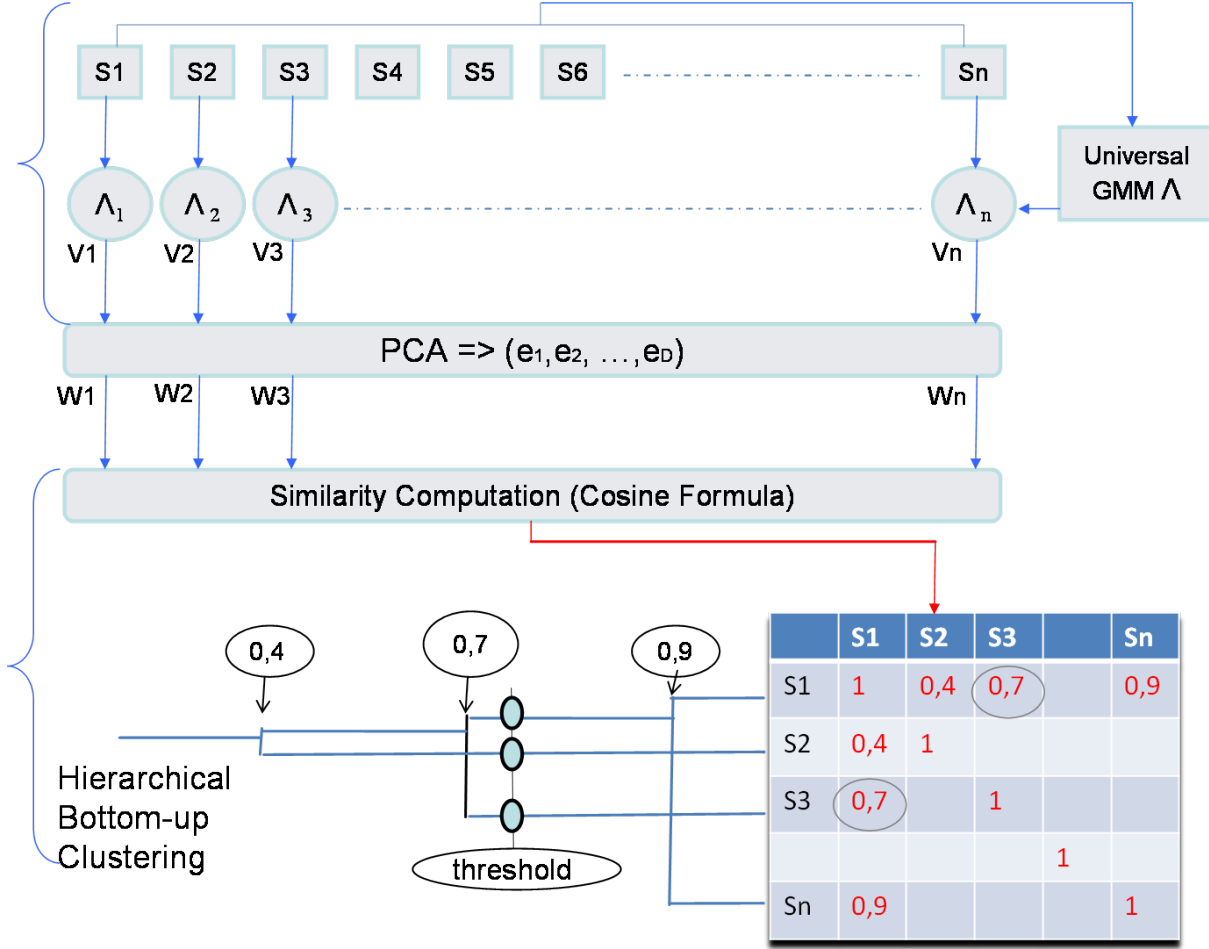 S1 S2 S3 S4 S5 S6 Sn
Universal
GMM Λ
Λ1 Λ2 Λ3 Λn
V1 V2 V3 Vn
PCA => (e1,e2, ...,eD)
W1 W2 W3 Wn
Similarity Computation (Cosine Formula)
0,4 0,7 0,9
Hierarchical
Bottom-up
Clustering
threshold
S1 S2 S3 Sn
S1 1 0,4 0,7 0,9
S2 0,4 1
S3 0,7 1
1
Sn 0,9 1